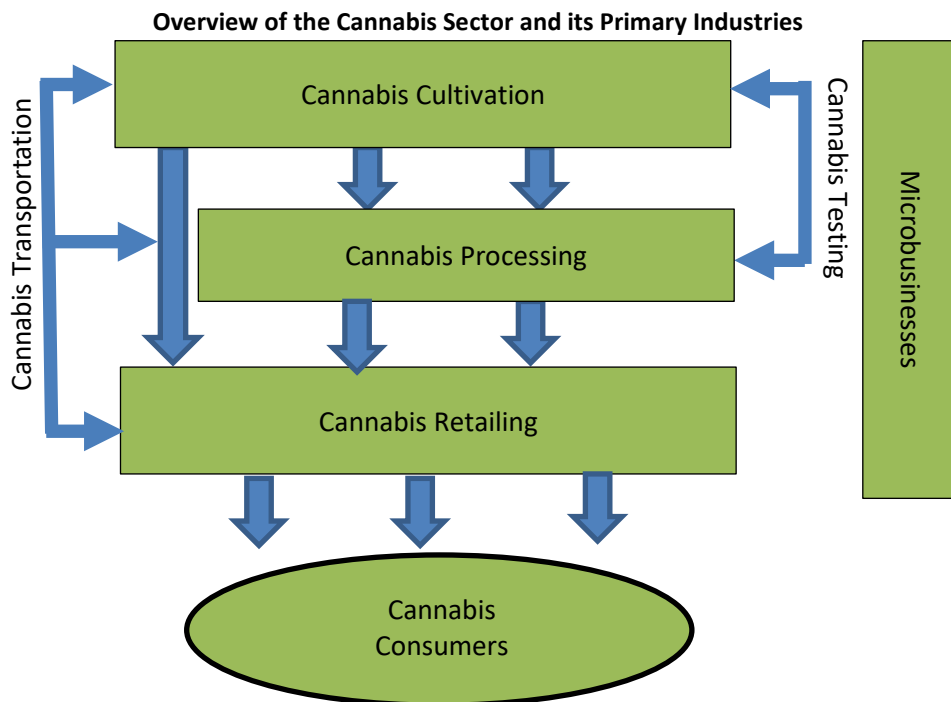 Overview of the Cannabis Sector and its Primary Industries
Cannabis Cultivation
Cannabis Transportation
Cannabis Testing
Microbusinesses
Cannabis Processing
Cannabis Retailing
Cannabis
Consumers